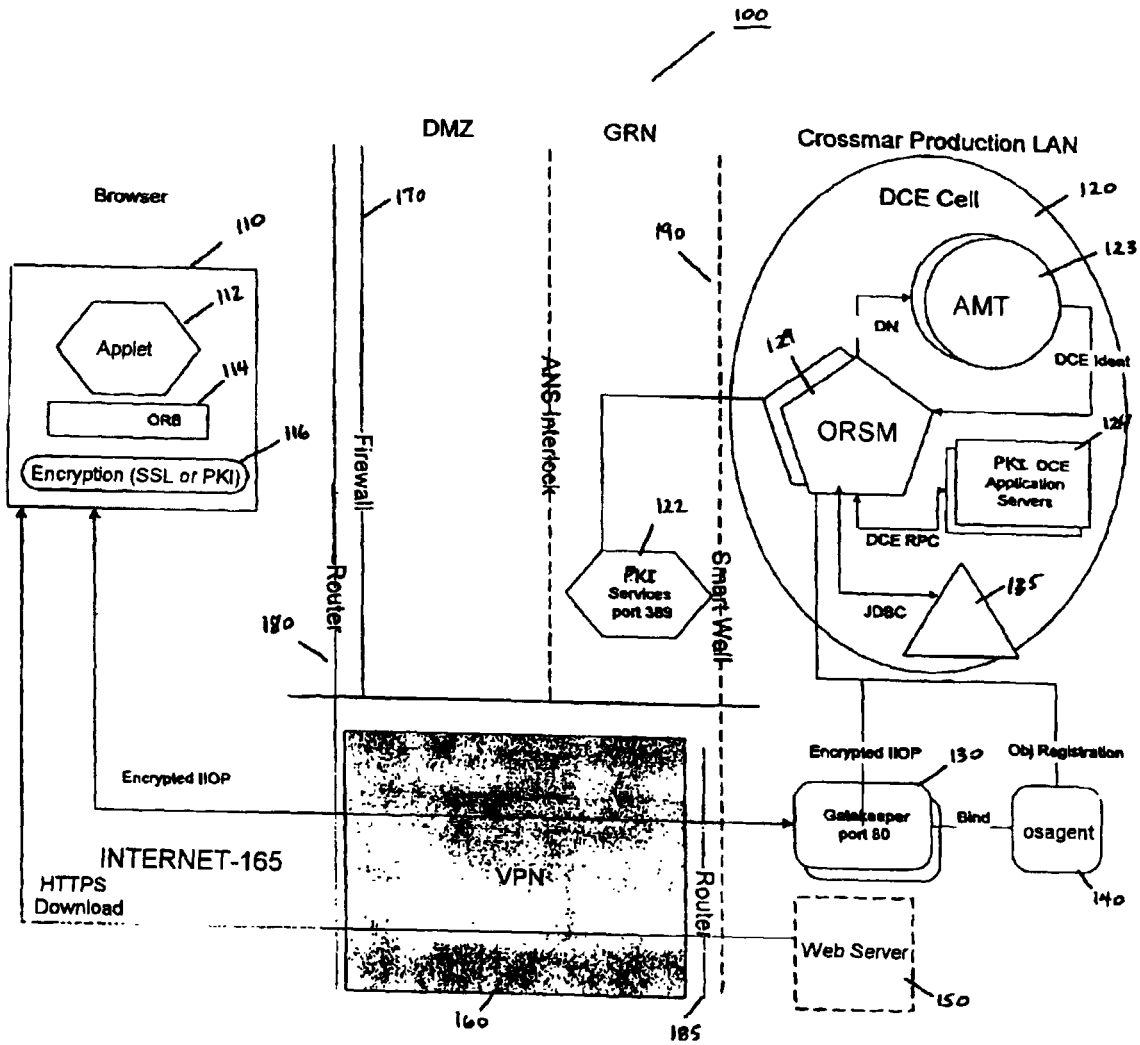 100
DMZ
GRN
Crossmar Production LAN
Browser
110
170
190
DCE Cell
120
123
112
Applet
114
ORB
116
Encryption (SSL or PKI)
Firewall
ANS Interlock
AMT
DN
DCE Ident
129
ORSM
124
PKI DCE
Application
Servers
DCE RPC
122
PKI
Services
port 389
Smart Wall
JDBC
135
Router
180
Encrypted IIOP
Encrypted IIOP
130
Obj Registration
Gatekeeper
port 80
Bind
osagent
140
INTERNET-165
VPN
Router
HTTPS
Download
Web Server
150
160
185